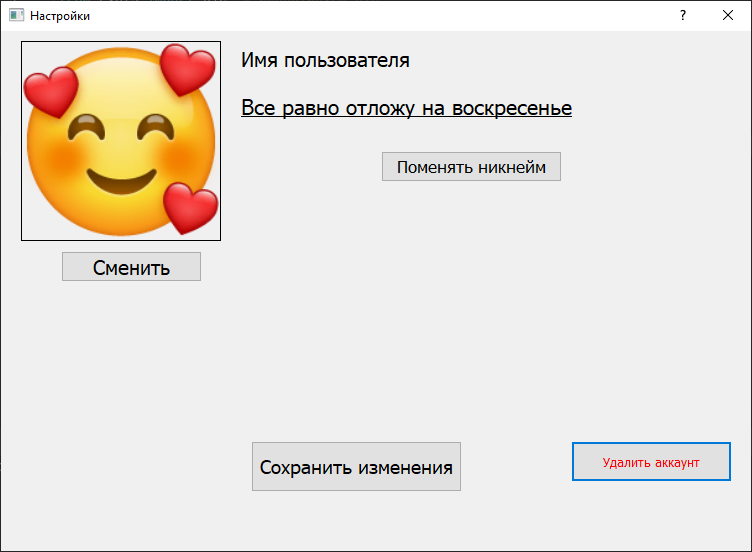 Настройки
Имя пользователя
Все равно отложу на воскресенье
Поменять никнейм
Сменить
Сохранить изменения
Удалить аккаунт